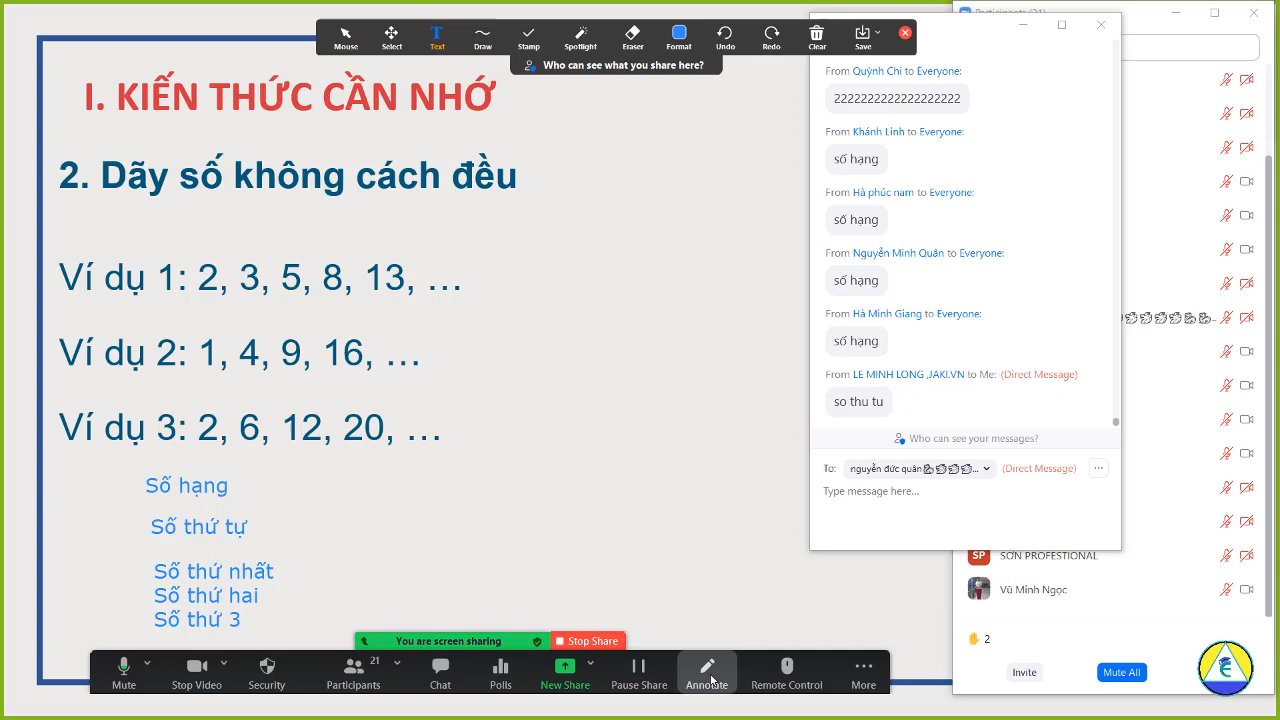 Mouse
Select
Text
Draw
Stamp
Spotlight
Eraser
Format
Undo
Redo
Clear
Save
Who can see what you share here?
I. KIẾN THỨC CẦN NHỚ
2. Dãy số không cách đều
Ví dụ 1: 2, 3, 5, 8, 13, …
Ví dụ 2: 1, 4, 9, 16, …
Ví dụ 3: 2, 6, 12, 20, …
Số hạng
Số thứ tự
Số thứ nhất
Số thứ hai
Số thứ 3
From Quỳnh Chi to Everyone:
2222222222222222222
From Khánh Linh to Everyone:
số hạng
From Hà phúc nam to Everyone:
số hạng
From Nguyễn Minh Quân to Everyone:
số hạng
From Hà Minh Giang to Everyone:
số hạng
From LE MINH LONG ,JAKI.VN to Me: (Direct Message)
so thu tu
Who can see your messages?
To: nguyễn đức quán... (Direct Message)
Type message here...
SP SƠN PROFESTIONAL
Vũ Minh Ngọc
2
Invite
Mute All
You are screen sharing
Stop Share
Mute
Stop Video
Security
21
Participants
Chat
Polls
New Share
Pause Share
Annotate
Remote Control
More